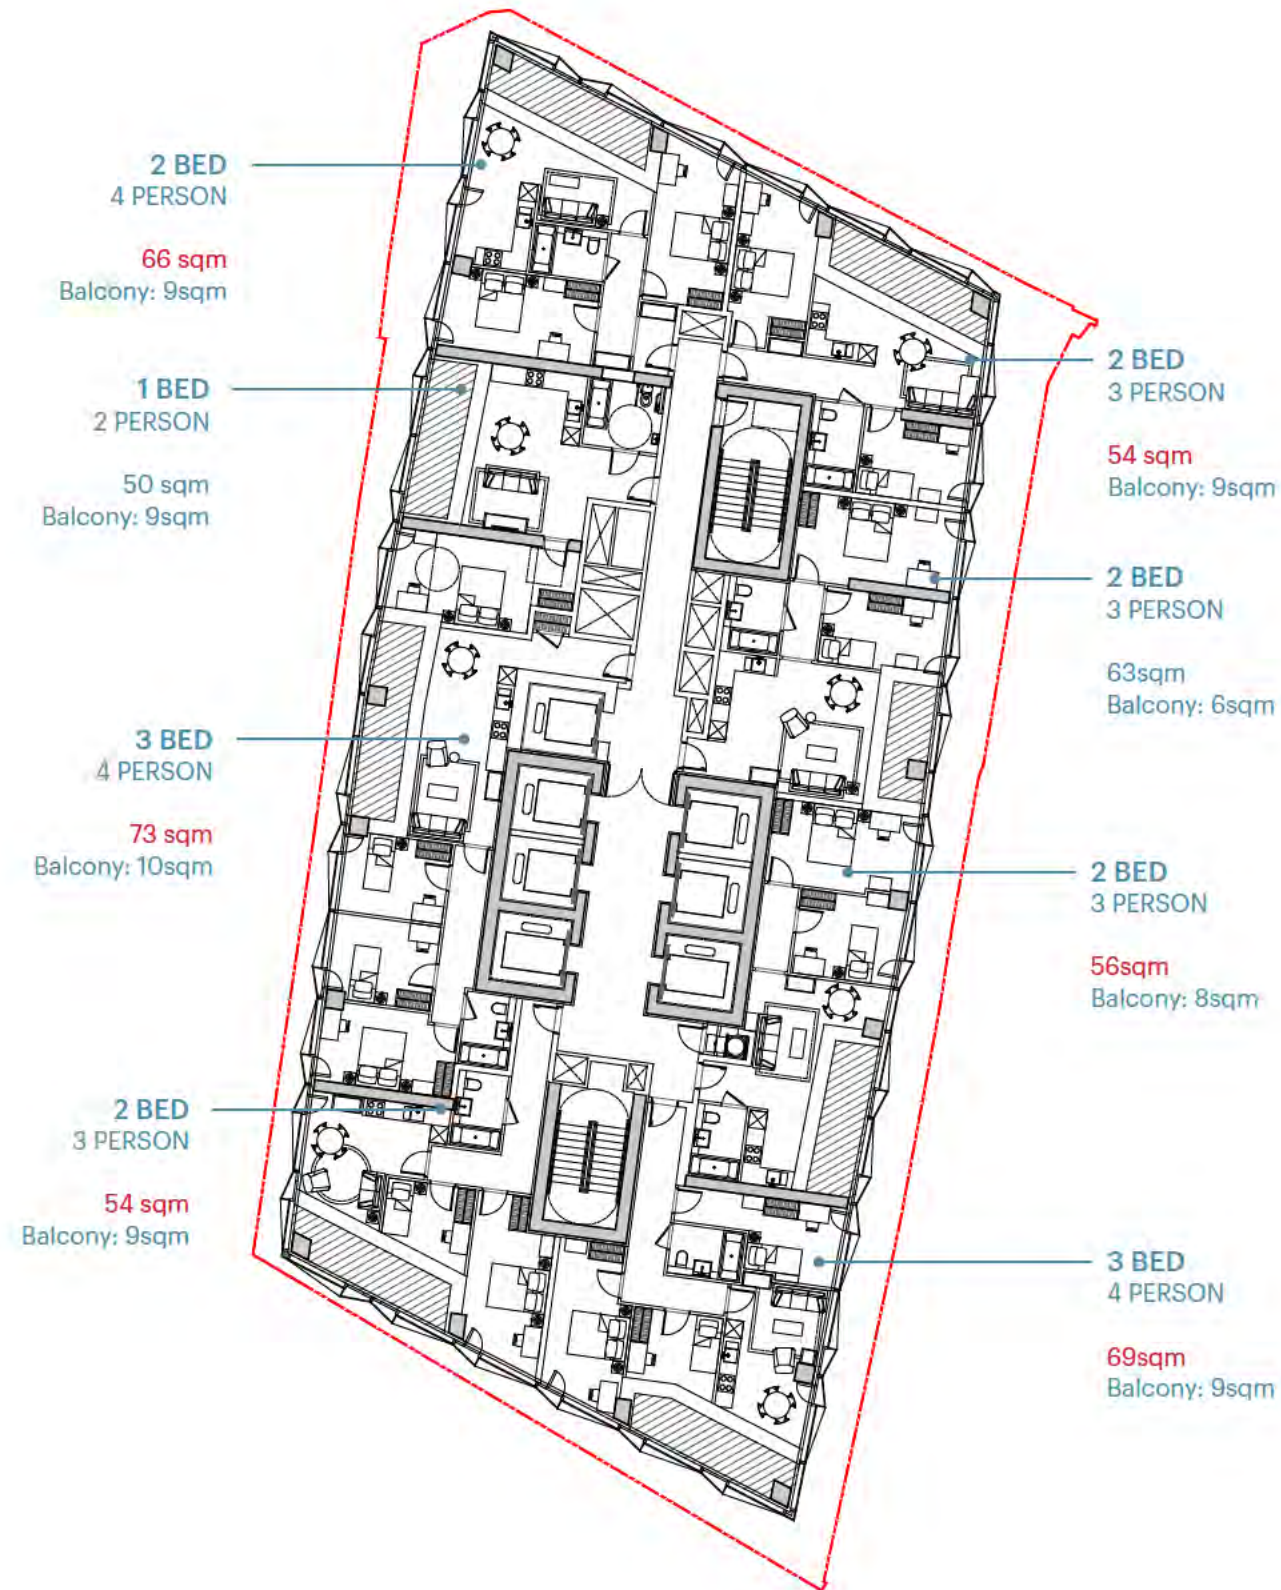 2 BED
4 PERSON
66 sqm
Balcony: 9sqm
1 BED
2 PERSON
50 sqm
Balcony: 9sqm
3 BED
4 PERSON
73 sqm
Balcony: 10sqm
2 BED
3 PERSON
54 sqm
Balcony: 9sqm
2 BED
3 PERSON
54 sqm
Balcony: 9sqm
2 BED
3 PERSON
63sqm
Balcony: 6sqm
2 BED
3 PERSON
56sqm
Balcony: 8sqm
3 BED
4 PERSON
69sqm
Balcony: 9sqm